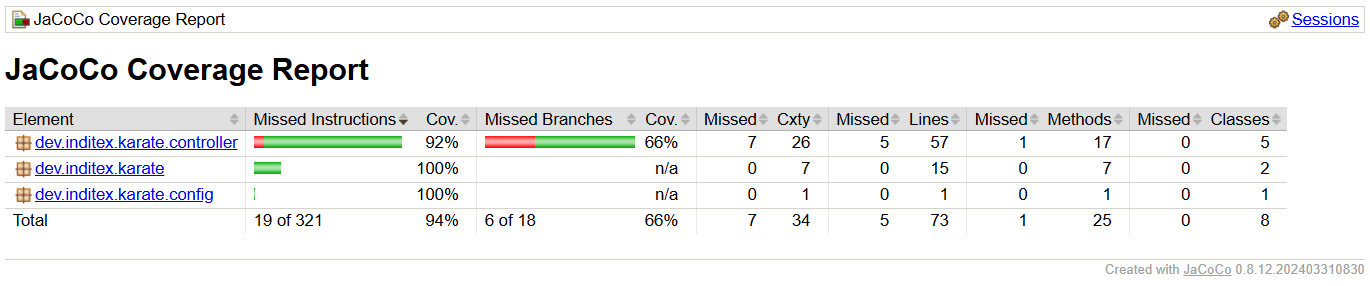 JaCoCo Coverage Report Sessions
JaCoCo Coverage Report
Element Missed Instructions Cov. Missed Branches Cov. Missed Cxty Missed Lines Missed Methods Missed Classes
dev.inditex.karate.controller 92% 66% 7 26 5 57 1 17 0 5
dev.inditex.karate 100% n/a 0 7 0 15 0 7 0 2
dev.inditex.karate.config 100% n/a 0 1 0 1 0 1 0 1
Total 19 of 321 94% 6 of 18 66% 7 34 5 73 1 25 0 8
Created with JaCoCo 0.8.12.202403310830